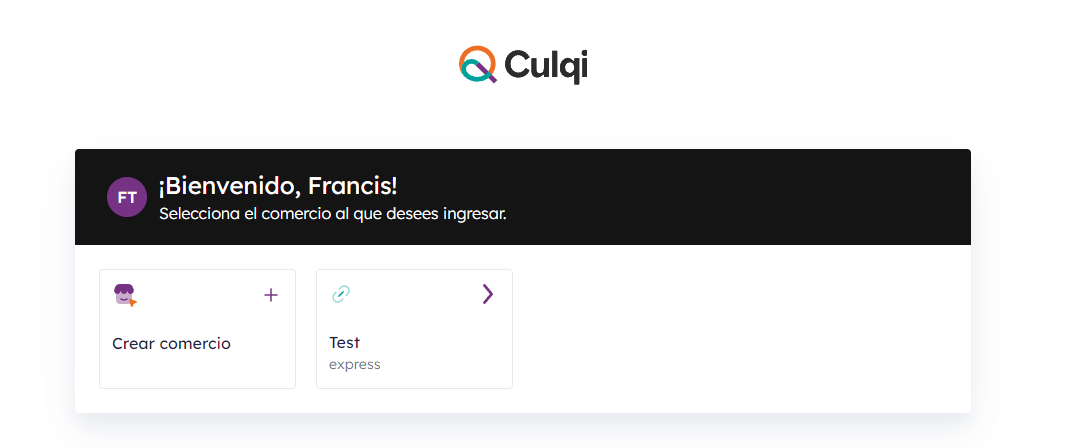 Culqi
FT
¡Bienvenido, Francis!
Selecciona el comercio al que desees ingresar.
Crear comercio
Test
express